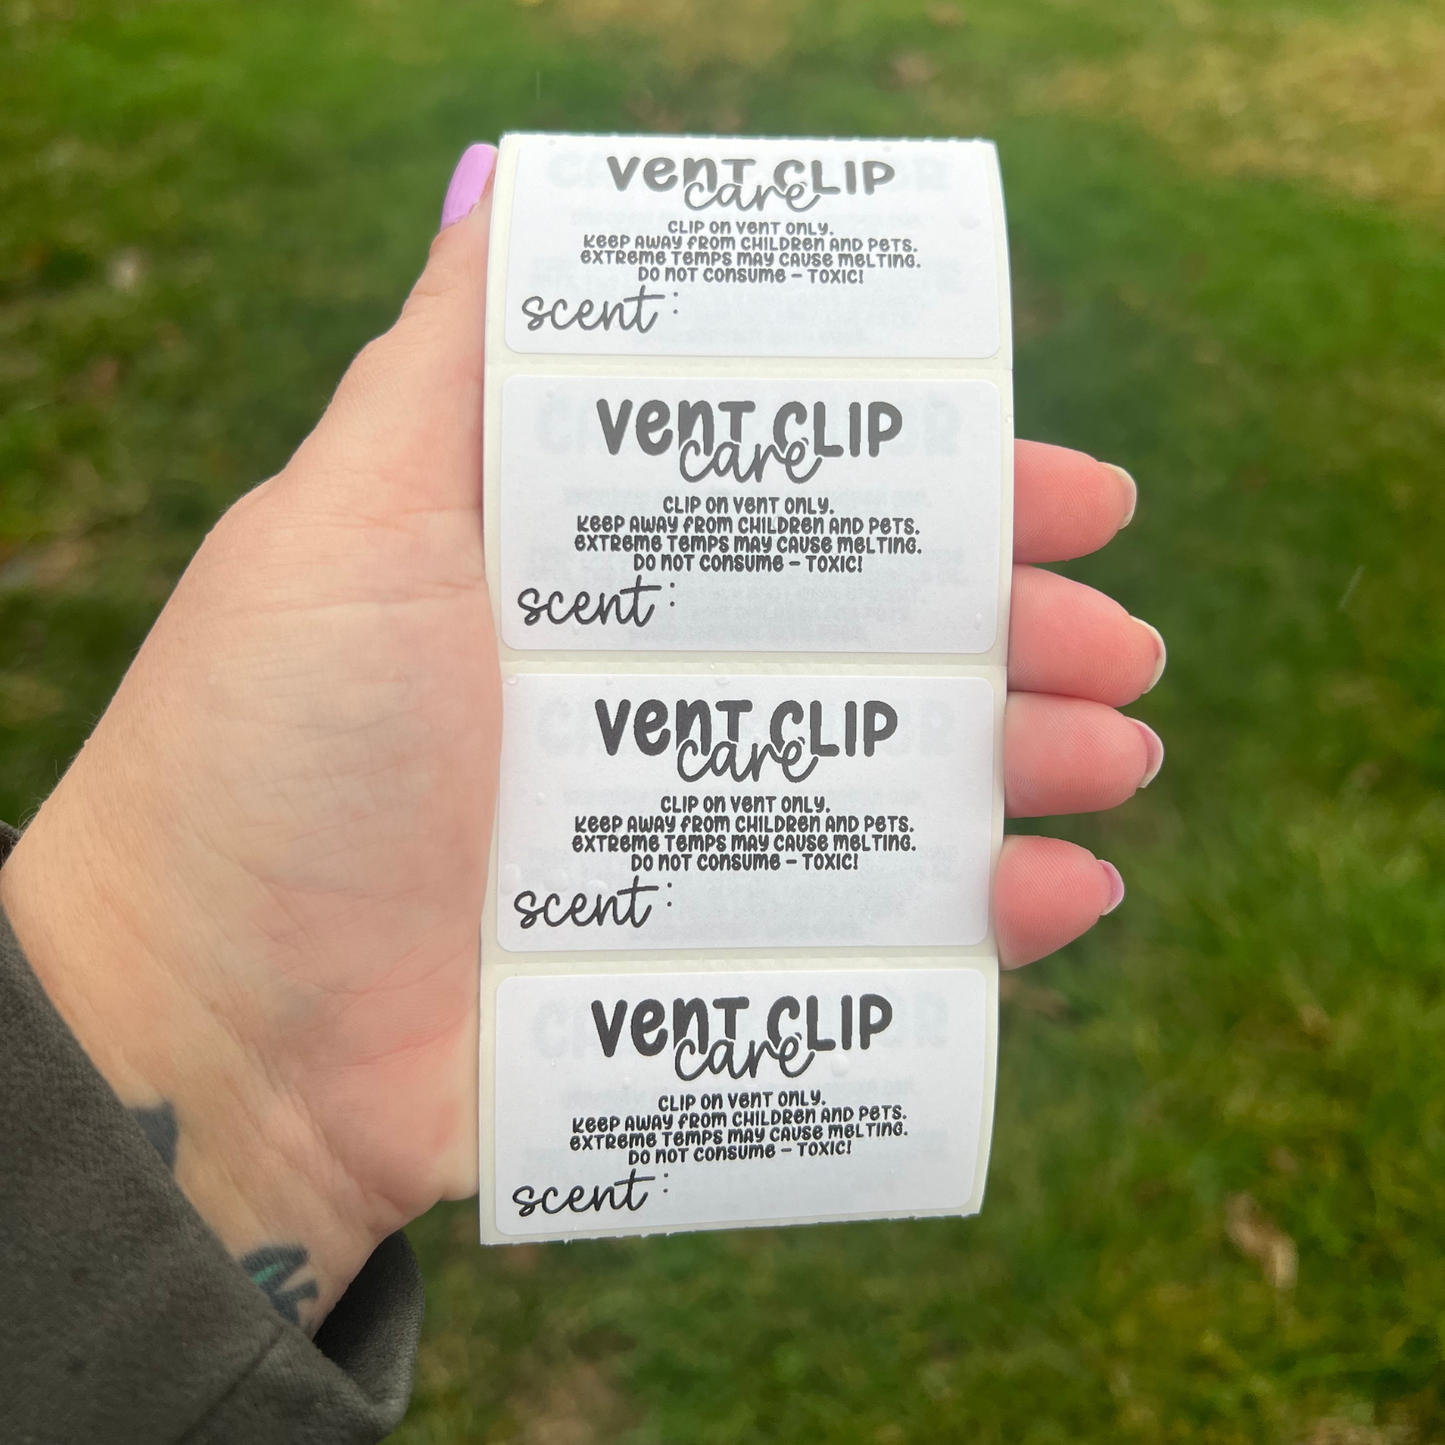 Vent CLIP
care
CLIP ON Vent ONLY.
Keep AWAY FROM CHILDREN AND Pets.
Extreme Temps MAY CAUSE MeLTING.
DO NOT CONSUMe – TOXIC!
scent:
Vent CLIP
care
CLIP ON Vent ONLY.
Keep AWAY FROM CHILDREN AND Pets.
Extreme Temps MAY CAUSE MeLTING.
DO NOT CONSUMe – TOXIC!
scent:
Vent CLIP
care
CLIP ON Vent ONLY.
Keep AWAY FROM CHILDREN AND Pets.
Extreme Temps MAY CAUSE MeLTING.
DO NOT CONSUMe – TOXIC!
scent:
Vent CLIP
care
CLIP ON Vent ONLY.
Keep AWAY FROM CHILDREN AND Pets.
Extreme Temps MAY CAUSE MeLTING.
DO NOT CONSUMe – TOXIC!
scent: